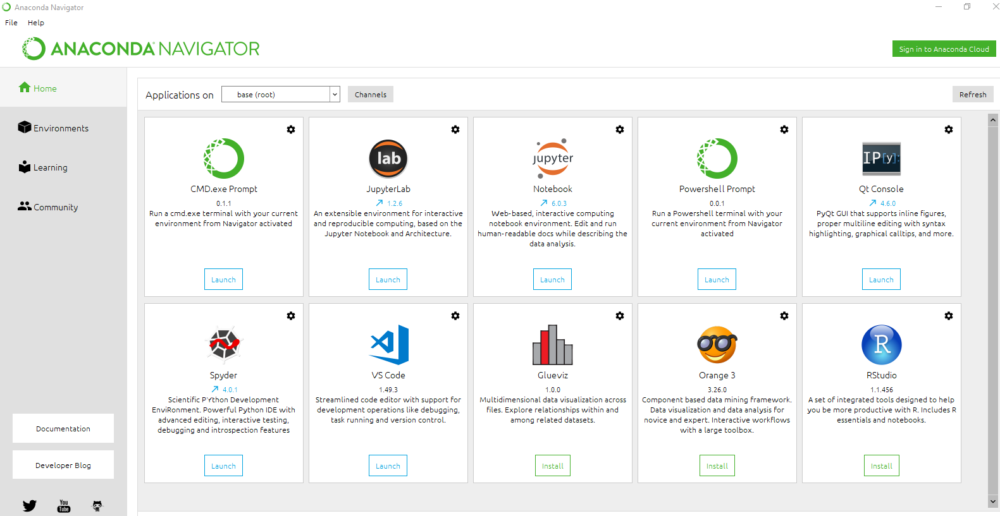 Anaconda Navigator
File Help
ANACONDA NAVIGATOR
Sign in to Anaconda Cloud
Home
Environments
Learning
Community
Documentation
Developer Blog
You
Tube
Applications on base (root) Channels Refresh
CMD.exe Prompt
0.1.1
Run a cmd.exe terminal with your current
environment from Navigator activated
Launch
lab
JupyterLab
1.2.6
An extensible environment for interactive
and reproducible computing, based on the
Jupyter Notebook and Architecture.
Launch
jupyter
Notebook
6.0.3
Web-based, interactive computing
notebook environment. Edit and run
human-readable docs while describing the
data analysis.
Launch
Powershell Prompt
0.0.1
Run a Powershell terminal with your
current environment from Navigator
activated
Launch
IP[y]:
Qt Console
4.6.0
PyQt GUI that supports inline figures,
proper multiline editing with syntax
highlighting, graphical calltips, and more.
Launch
Spyder
4.0.1
Scientific PYthon Development
EnviRonment. Powerful Python IDE with
advanced editing, interactive testing,
debugging and introspection features
Launch
VS Code
1.49.3
Streamlined code editor with support for
development operations like debugging,
task running and version control.
Launch
Glueviz
1.0.0
Multidimensional data visualization across
files. Explore relationships within and
among related datasets.
Install
Orange 3
3.26.0
Component based data mining framework.
Data visualization and data analysis for
novice and expert. Interactive workflows
with a large toolbox.
Install
R
RStudio
1.1.456
A set of integrated tools designed to help
you be more productive with R. Includes R
essentials and notebooks.
Install